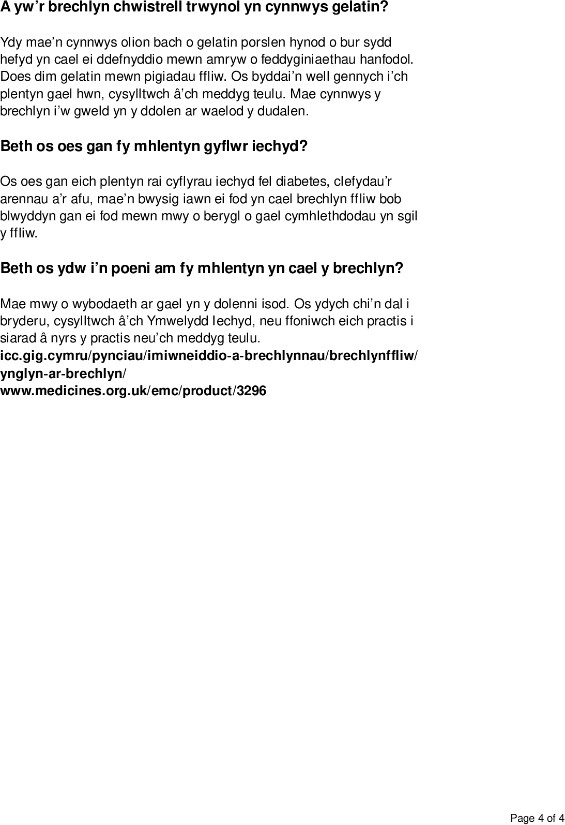 A yw'r brechlyn chwistrell trwynol yn cynnwys gelatin?
Ydy mae'n cynnwys olion bach o gelatin porslen hynod o bur sydd
hefyd yn cael ei ddefnyddio mewn amryw o feddyginiaethau hanfodol.
Does dim gelatin mewn pigiadau ffliw. Os byddai'n well gennych i'ch
plentyn gael hwn, cysylltwch â'ch meddyg teulu. Mae cynnwys y
brechlyn i'w gweld yn y ddolen ar waelod y dudalen.
Beth os oes gan fy mhlentyn gyflwr iechyd?
Os oes gan eich plentyn rai cyflyrau iechyd fel diabetes, clefydau'r
arennau a'r afu, mae'n bwysig iawn ei fod yn cael brechlyn ffliw bob
blwyddyn gan ei fod mewn mwy o berygl o gael cymhlethdodau yn sgil
y ffliw.
Beth os ydw i'n poeni am fy mhlentyn yn cael y brechlyn?
Mae mwy o wybodaeth ar gael yn y dolenni isod. Os ydych chi'n dal i
bryderu, cysylltwch â'ch Ymwelydd Iechyd, neu ffoniwch eich practis i
siarad â nyrs y practis neu'ch meddyg teulu.
icc.gig.cymru/pynciau/imiwneiddio-a-brechlynnau/brechlynffliw/
ynglyn-ar-brechlyn/
www.medicines.org.uk/emc/product/3296
Page 4 of 4